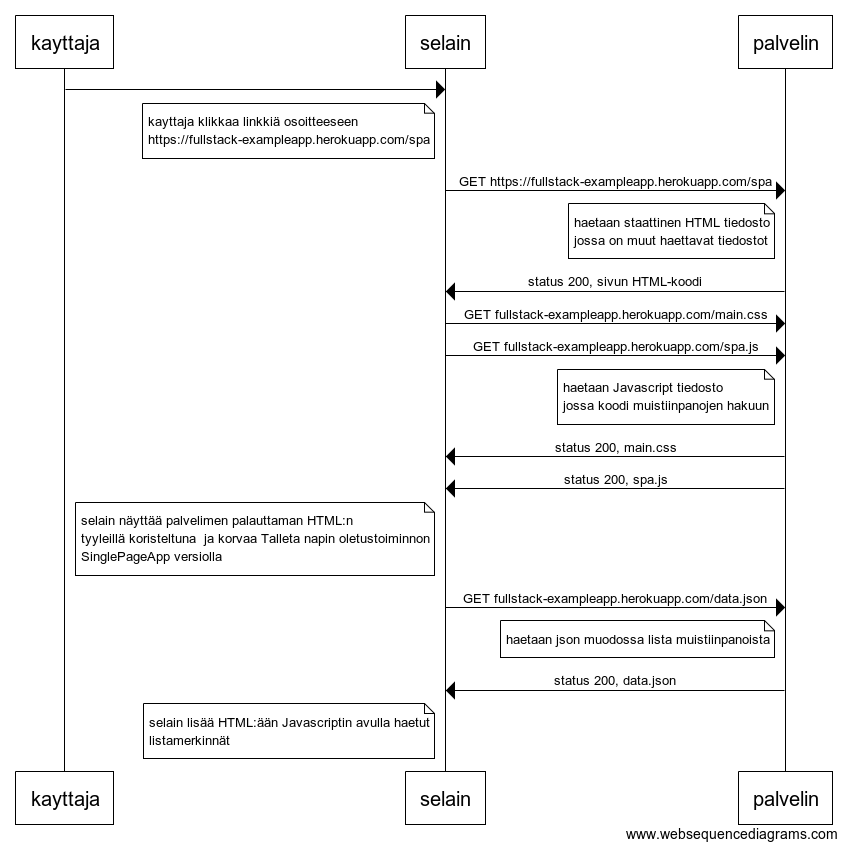 kayttaja
selain
palvelin
kayttaja klikkaa linkkiä osoitteeseen
https://fullstack-exampleapp.herokuapp.com/spa
GET https://fullstack-exampleapp.herokuapp.com/spa
haetaan staattinen HTML tiedosto
jossa on muut haettavat tiedostot
status 200, sivun HTML-koodi
GET fullstack-exampleapp.herokuapp.com/main.css
GET fullstack-exampleapp.herokuapp.com/spa.js
haetaan Javascript tiedosto
jossa koodi muistiinpanojen hakuun
status 200, main.css
status 200, spa.js
selain näyttää palvelimen palauttaman HTML:n
tyyleillä koristeltuna  ja korvaa Talleta napin oletustoiminnon
SinglePageApp versiolla
GET fullstack-exampleapp.herokuapp.com/data.json
haetaan json muodossa lista muistiinpanoista
status 200, data.json
selain lisää HTML:ään Javascriptin avulla haetut
listamerkinnät
kayttaja
selain
palvelin
www.websequencediagrams.com